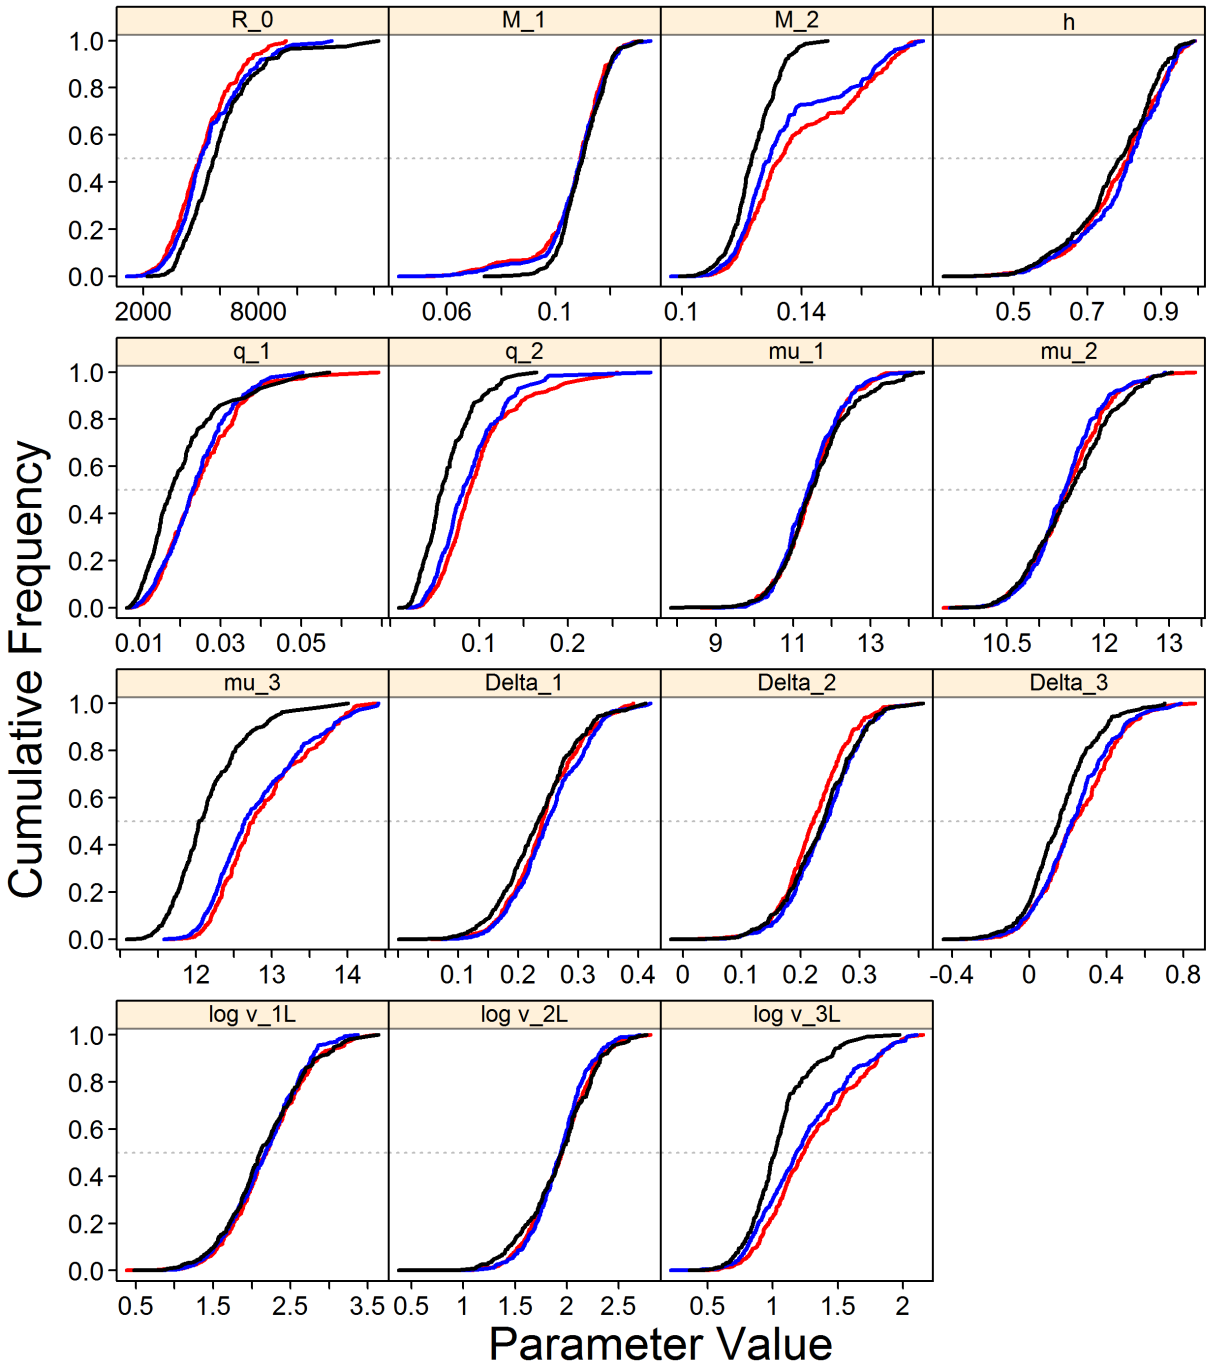 R_0 M_1 M_2 h
1.0
0.8
0.6
0.4
0.2
0.0
2000 8000 0.06 0.1 0.1 0.14 0.5 0.7 0.9
q_1 q_2 mu_1 mu_2
1.0
0.8
0.6
0.4
0.2
0.0
0.01 0.03 0.05 0.1 0.2 9 11 13 10.5 12 13
mu_3 Delta_1 Delta_2 Delta_3
1.0
0.8
0.6
0.4
0.2
0.0
12 13 14 0.1 0.2 0.3 0.4 0 0.1 0.2 0.3 -0.4 0 0.4 0.8
log v_1L log v_2L log v_3L
1.0
0.8
0.6
0.4
0.2
0.0
0.5 1.5 2.5 3.5 0.5 1 1.5 2 2.5 0.5 1 2
Cumulative Frequency
Parameter Value